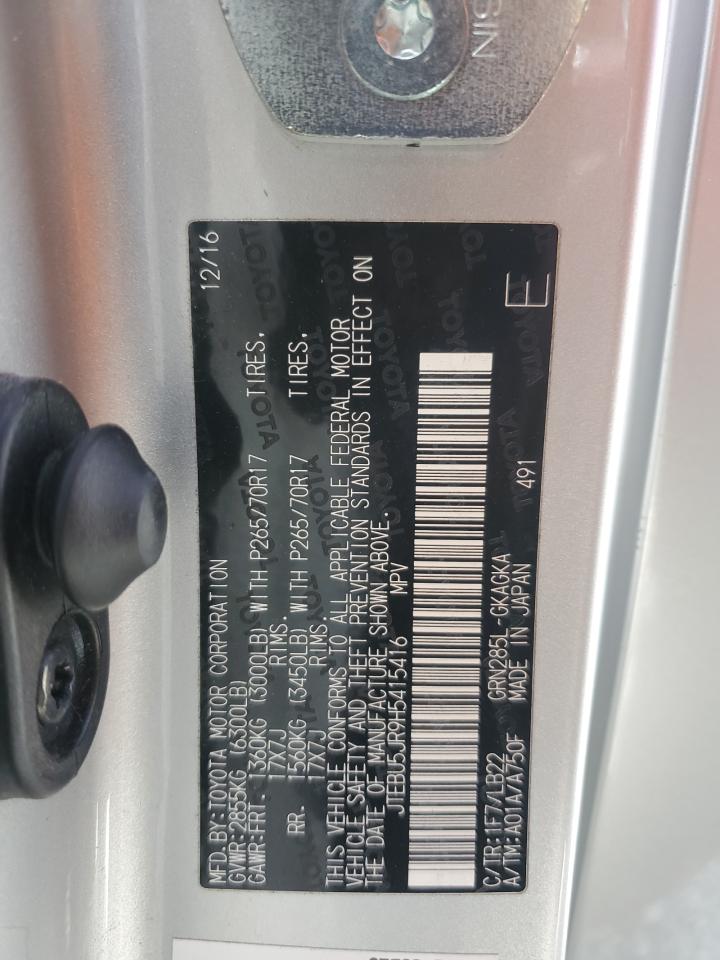 MFD.BY:TOYOTA MOTOR CORPORATION 12/16
GVWR:2855KG (6300LB)
GAWR:FRT. 1360KG (3000LB) WITH P265/70R17 TIRES,
17X7J RIMS.
RR. 1560KG (3450LB) WITH P265/70R17 TIRES,
17X7J RIMS.
THIS VEHICLE CONFORMS TO ALL APPLICABLE FEDERAL MOTOR
VEHICLE SAFETY AND THEFT PREVENTION STANDARDS IN EFFECT ON
THE DATE OF MANUFACTURE SHOWN ABOVE.
JTEBU5JR9H5415416 MPV
C/TR:1F7/LB22 GRN285L-GKAGKA 491 E
A/TM:A01A/A750F MADE IN JAPAN
NIS